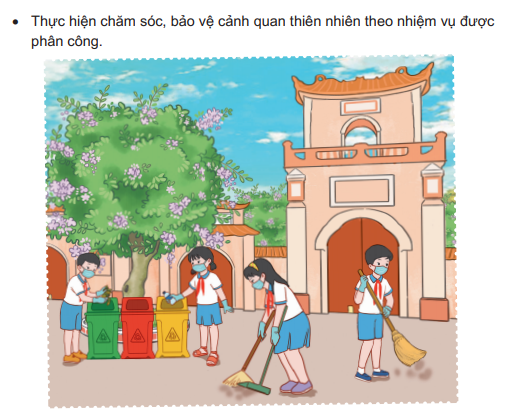 • Thực hiện chăm sóc, bảo vệ cảnh quan thiên nhiên theo nhiệm vụ được
phân công.